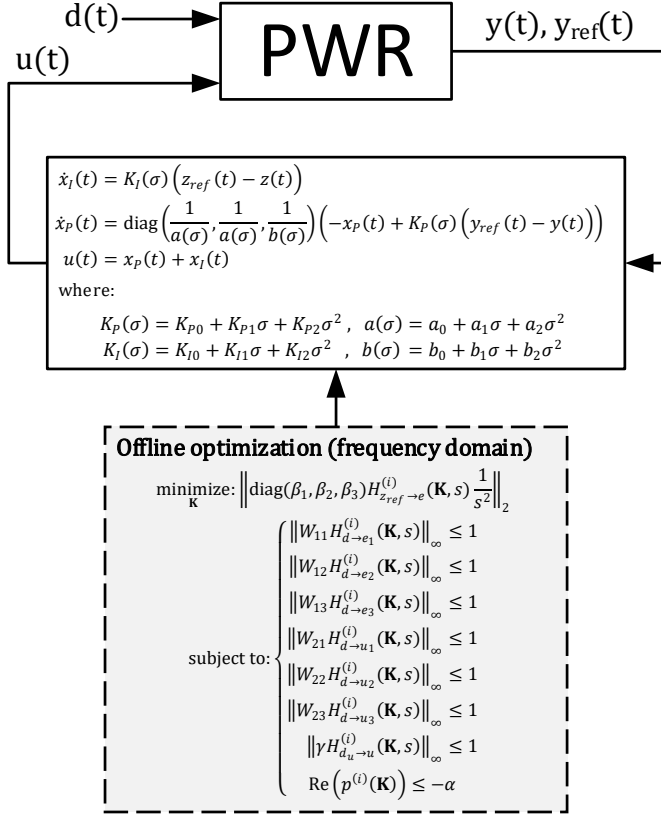 d(t)
PWR
y(t), y_ref(t)
u(t)
ẋ_I(t) = K_I(σ)(z_ref(t) − z(t))
ẋ_P(t) = diag(1/a(σ), 1/a(σ), 1/b(σ))(−x_P(t) + K_P(σ)(y_ref(t) − y(t)))
u(t) = x_P(t) + x_I(t)
where:
K_P(σ) = K_P0 + K_P1σ + K_P2σ² , a(σ) = a_0 + a_1σ + a_2σ²
K_I(σ) = K_I0 + K_I1σ + K_I2σ² , b(σ) = b_0 + b_1σ + b_2σ²
Offline optimization (frequency domain)
minimize: _K ‖diag(β_1, β_2, β_3)H^(i)_{z_ref→e}(𝐊, s) 1/s²‖_2
subject to:
‖W_11 H^(i)_{d→e_1}(𝐊, s)‖_∞ ≤ 1
‖W_12 H^(i)_{d→e_2}(𝐊, s)‖_∞ ≤ 1
‖W_13 H^(i)_{d→e_3}(𝐊, s)‖_∞ ≤ 1
‖W_21 H^(i)_{d→u_1}(𝐊, s)‖_∞ ≤ 1
‖W_22 H^(i)_{d→u_2}(𝐊, s)‖_∞ ≤ 1
‖W_23 H^(i)_{d→u_3}(𝐊, s)‖_∞ ≤ 1
‖γH^(i)_{d_u→u}(𝐊, s)‖_∞ ≤ 1
Re(p^(i)(𝐊)) ≤ −α